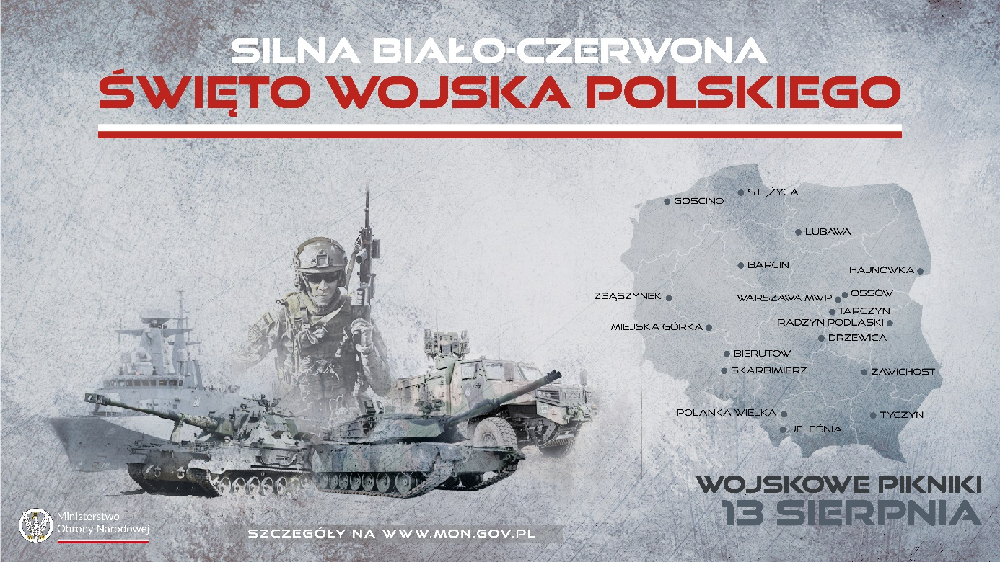 SILNA BIAŁO-CZERWONA
ŚWIĘTO WOJSKA POLSKIEGO
STĘŻYCA
GOŚCINO
LUBAWA
BARCIN
HAJNÓWKA
ZBĄSZYNEK
WARSZAWA MWP
OSSÓW
TARCZYN
RADZYŃ PODLASKI
MIEJSKA GÓRKA
DRZEWICA
BIERUTÓW
SKARBIMIERZ
ZAWICHOST
POLANKA WIELKA
TYCZYN
JELEŚNIA
WOJSKOWE PIKNIKI
13 SIERPNIA
Ministerstwo
Obrony Narodowej
SZCZEGÓŁY NA WWW.MON.GOV.PL